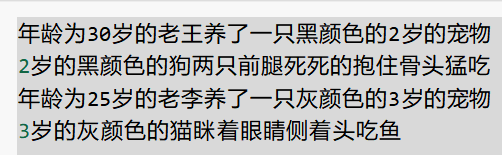 年龄为30岁的老王养了一只黑颜色的2岁的宠物
2岁的黑颜色的狗两只前腿死死的抱住骨头猛吃
年龄为25岁的老李养了一只灰颜色的3岁的宠物
3岁的灰颜色的猫眯着眼睛侧着头吃鱼